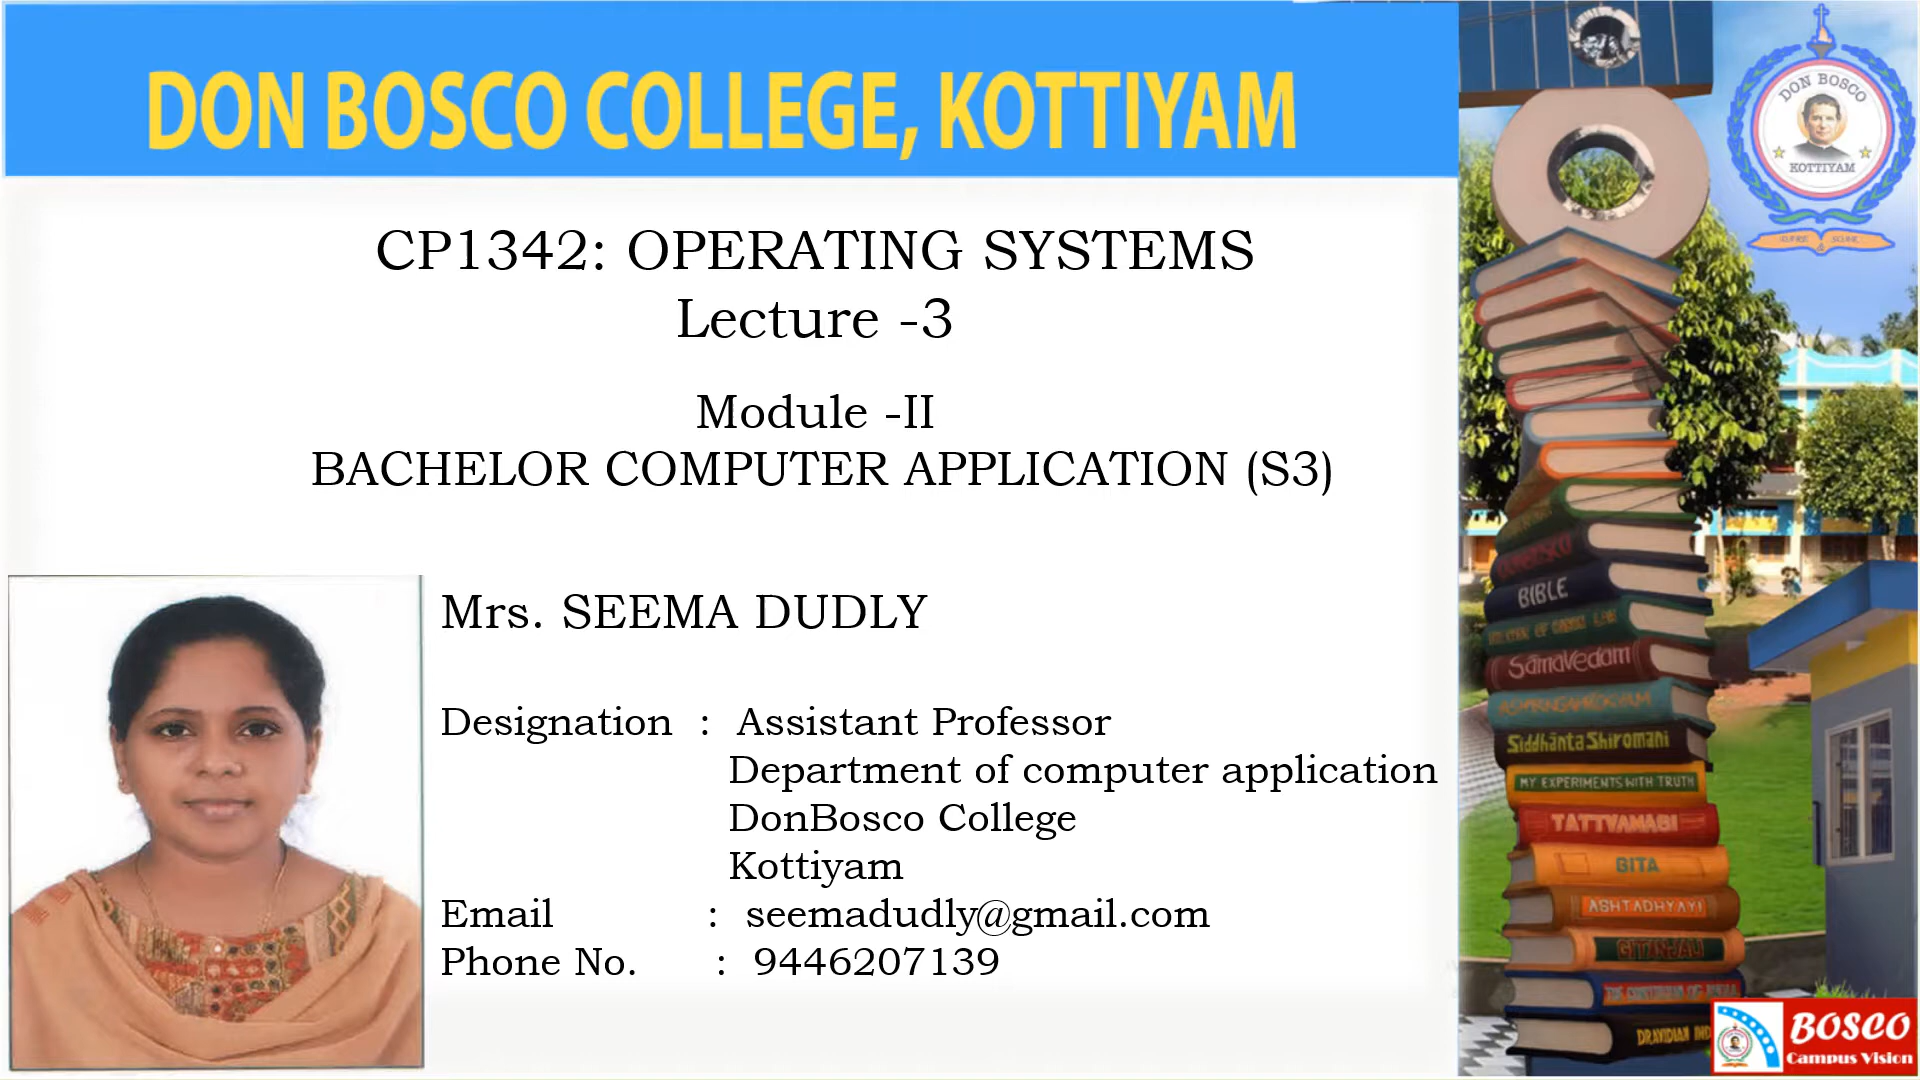 DON BOSCO COLLEGE, KOTTIYAM
CP1342: OPERATING SYSTEMS
Lecture -3
Module -II
BACHELOR COMPUTER APPLICATION (S3)
Mrs. SEEMA DUDLY
Designation : Assistant Professor
Department of computer application
DonBosco College
Kottiyam
Email : seemadudly@gmail.com
Phone No. : 9446207139
DON BOSCO
KOTTIYAM
BIBLE
Samavedam
Siddhanta Shiromani
MY EXPERIMENTS WITH TRUTH
GITA
ASHTADHYAYI
GITANJALI
DRAVIDIAN
BOSCO
Campus Vision